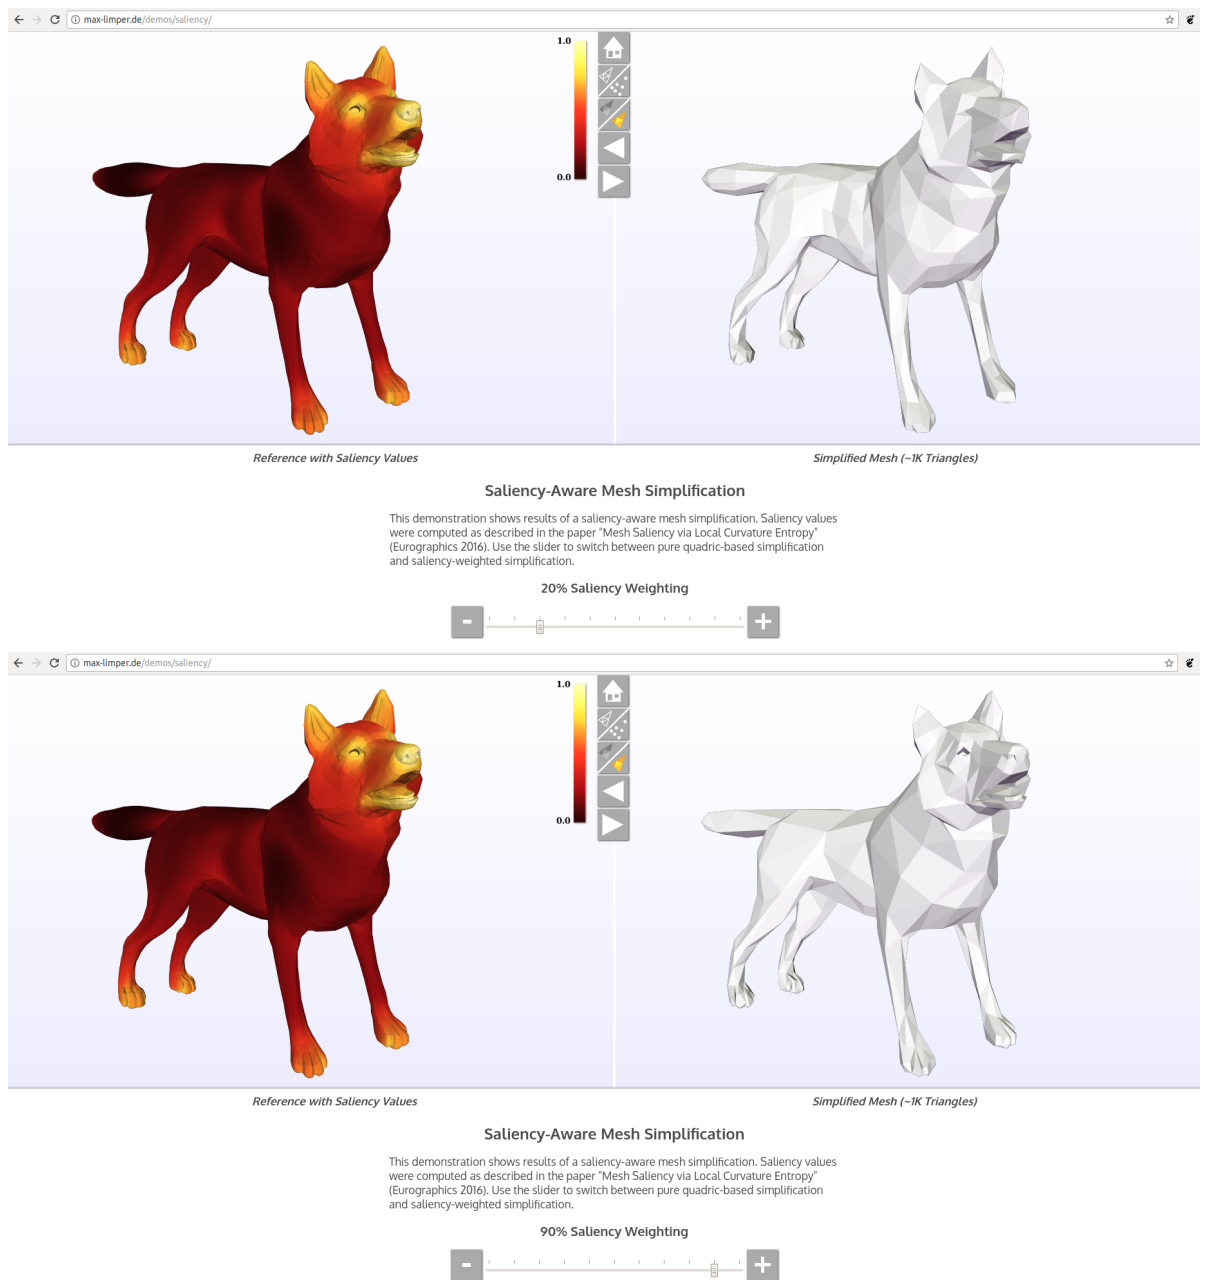 max-limper.de/demos/saliency/
1.0
0.0
Reference with Saliency Values
Simplified Mesh (~1K Triangles)
Saliency-Aware Mesh Simplification
This demonstration shows results of a saliency-aware mesh simplification. Saliency values
were computed as described in the paper "Mesh Saliency via Local Curvature Entropy"
(Eurographics 2016). Use the slider to switch between pure quadric-based simplification
and saliency-weighted simplification.
20% Saliency Weighting
-
+
max-limper.de/demos/saliency/
1.0
0.0
Reference with Saliency Values
Simplified Mesh (~1K Triangles)
Saliency-Aware Mesh Simplification
This demonstration shows results of a saliency-aware mesh simplification. Saliency values
were computed as described in the paper "Mesh Saliency via Local Curvature Entropy"
(Eurographics 2016). Use the slider to switch between pure quadric-based simplification
and saliency-weighted simplification.
90% Saliency Weighting
-
+